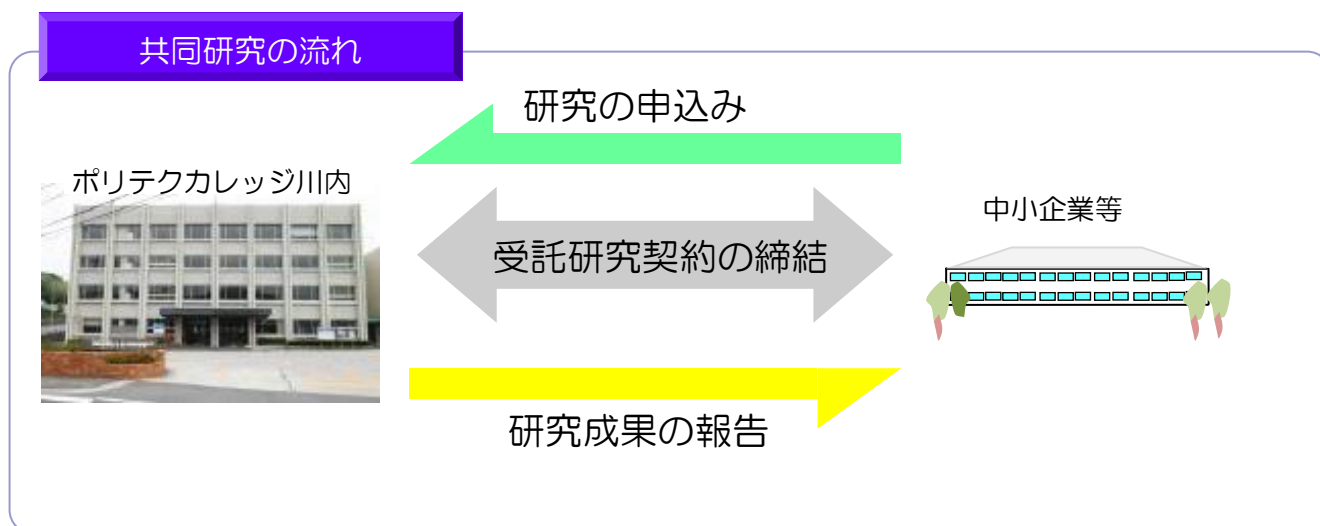 共同研究の流れ
研究の申込み
ポリテクカレッジ川内
中小企業等
受託研究契約の締結
研究成果の報告